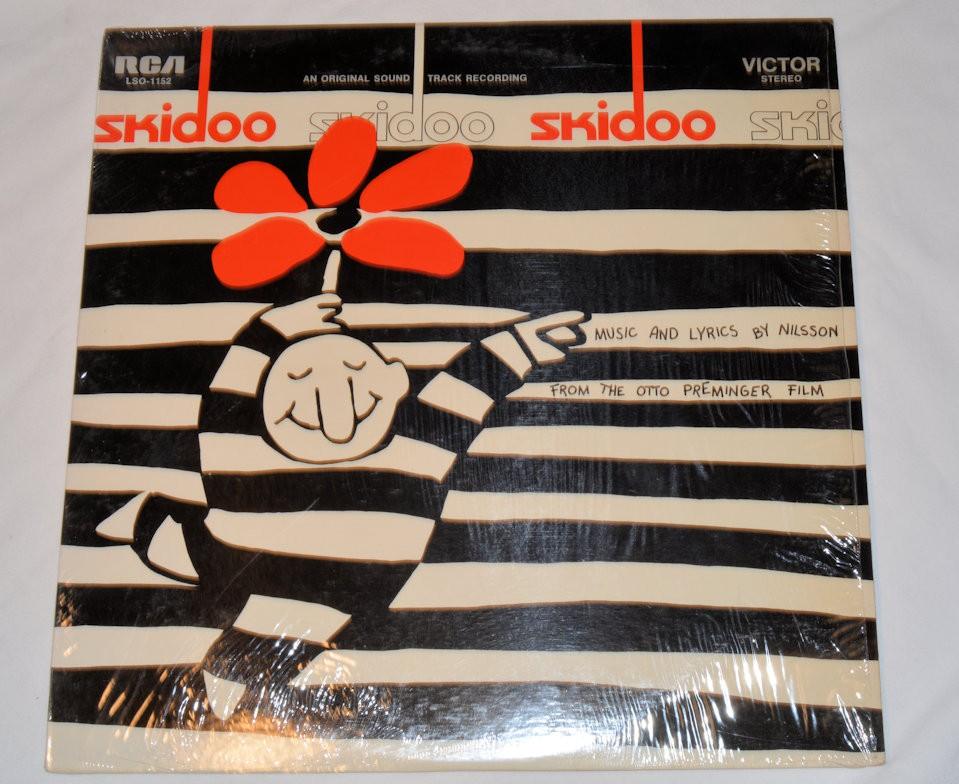 RCA
LSO-1152
AN ORIGINAL SOUND TRACK RECORDING
VICTOR
STEREO
skidoo skidoo skidoo skid
MUSIC AND LYRICS BY NILSSON
FROM THE OTTO PREMINGER FILM